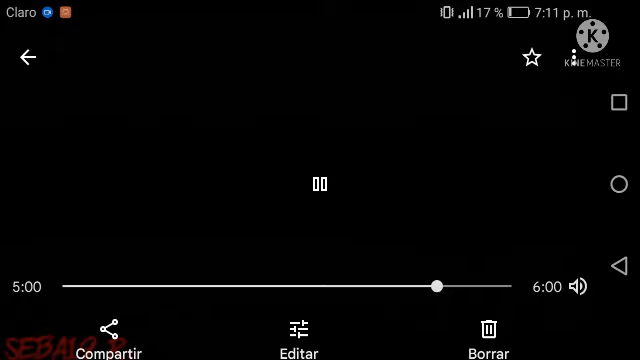 Claro 17 % 7:11 p. m.
K
KINEMASTER
5:00 6:00
Compartir Editar Borrar